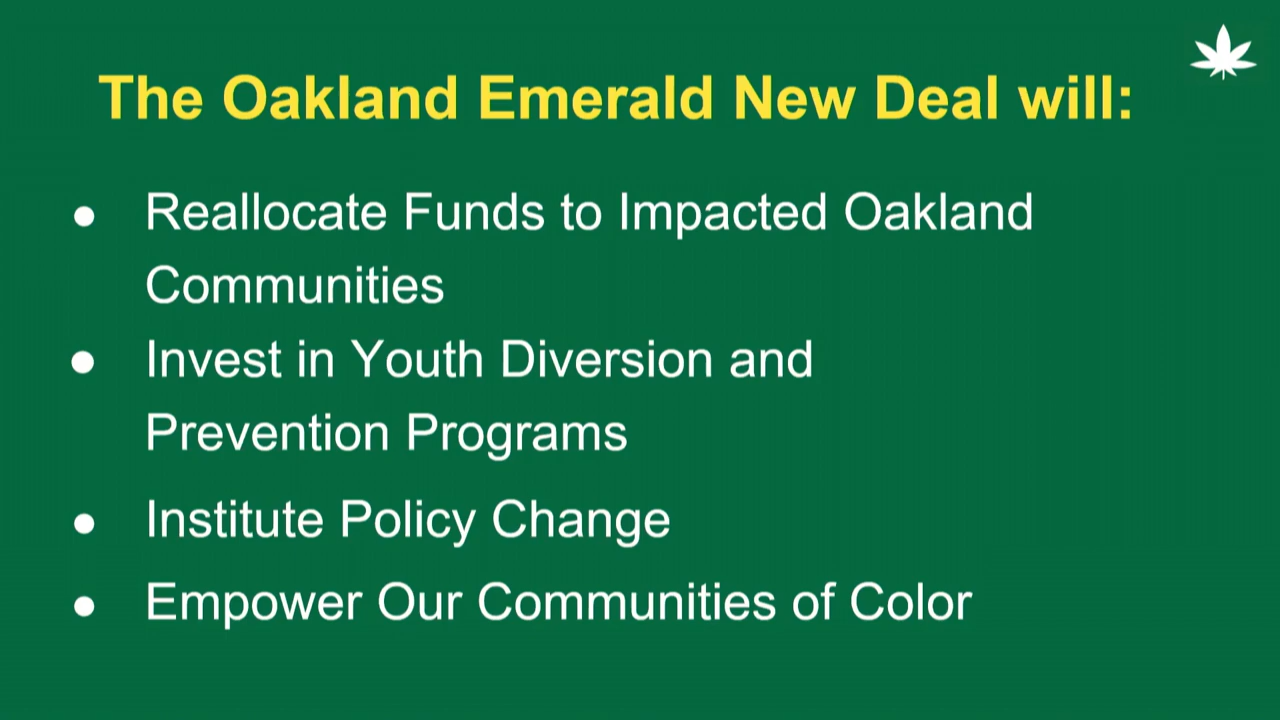 The Oakland Emerald New Deal will:
● Reallocate Funds to Impacted Oakland
Communities
● Invest in Youth Diversion and
Prevention Programs
● Institute Policy Change
● Empower Our Communities of Color